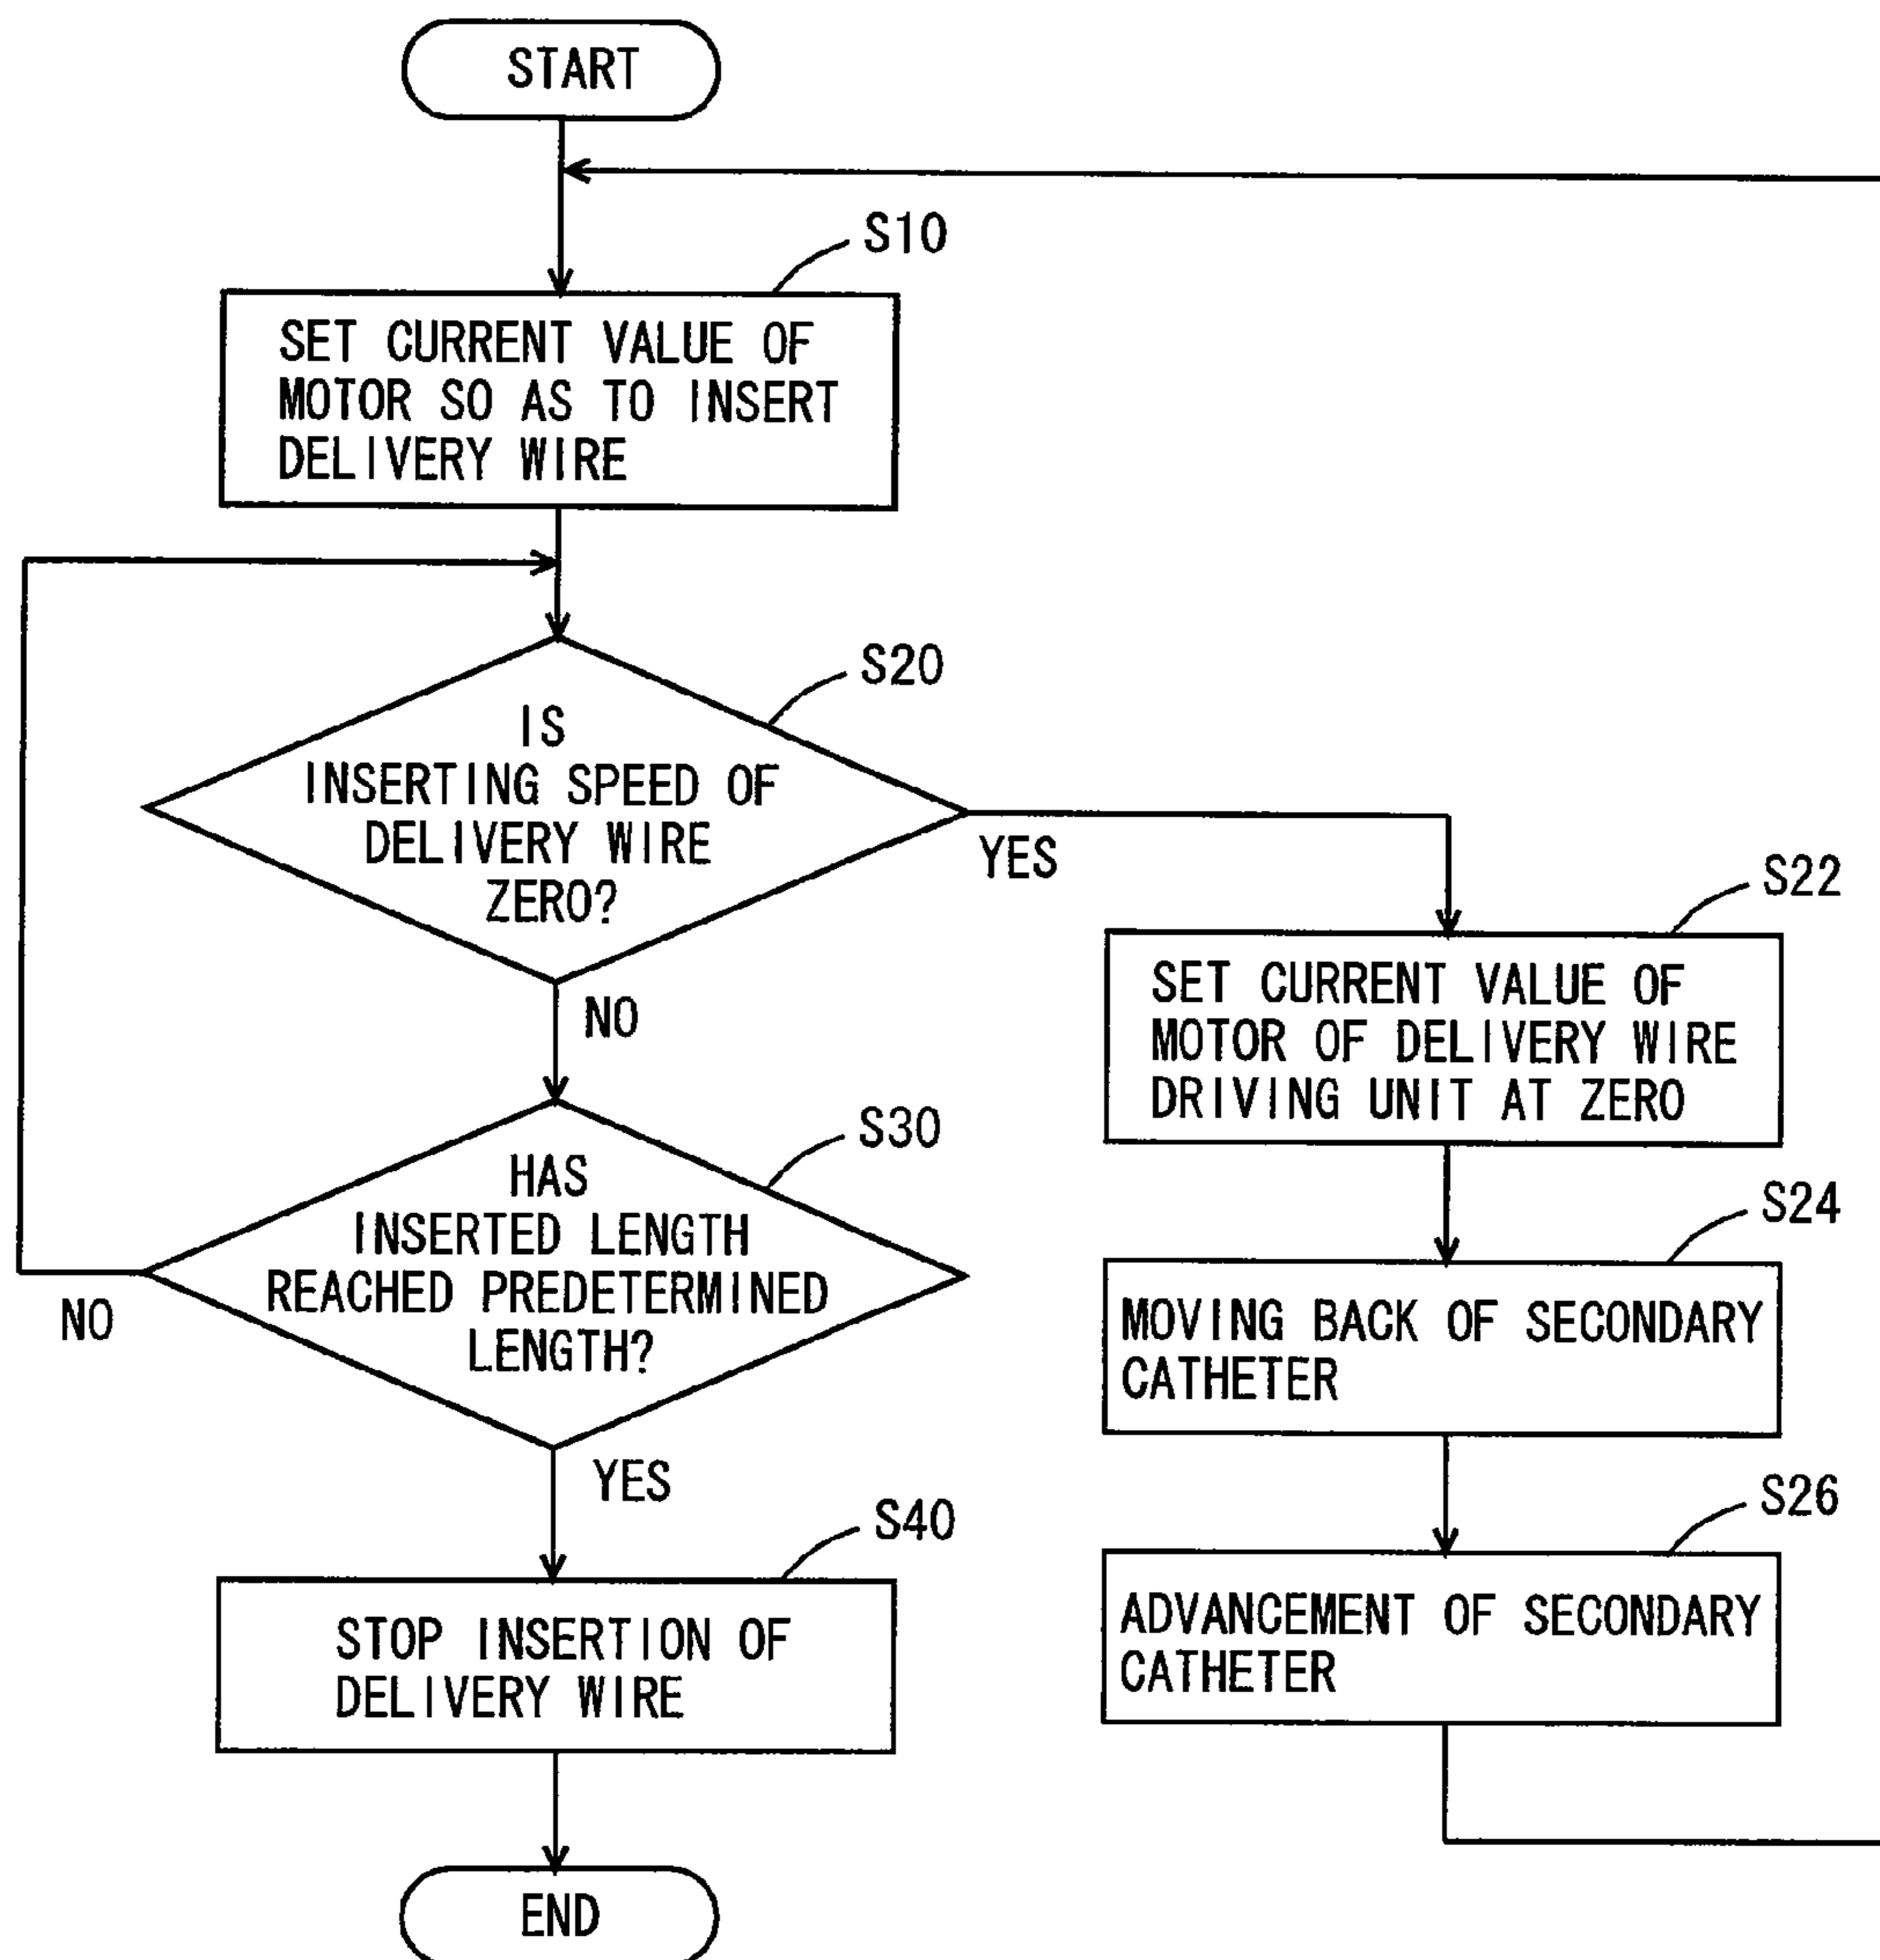 START
S10
SET CURRENT VALUE OF
MOTOR SO AS TO INSERT
DELIVERY WIRE
S20
IS
INSERTING SPEED OF
DELIVERY WIRE
ZERO?
YES
NO
S22
SET CURRENT VALUE OF
MOTOR OF DELIVERY WIRE
DRIVING UNIT AT ZERO
S30
HAS
INSERTED LENGTH
REACHED PREDETERMINED
LENGTH?
NO
YES
S24
MOVING BACK OF SECONDARY
CATHETER
S26
ADVANCEMENT OF SECONDARY
CATHETER
S40
STOP INSERTION OF
DELIVERY WIRE
END